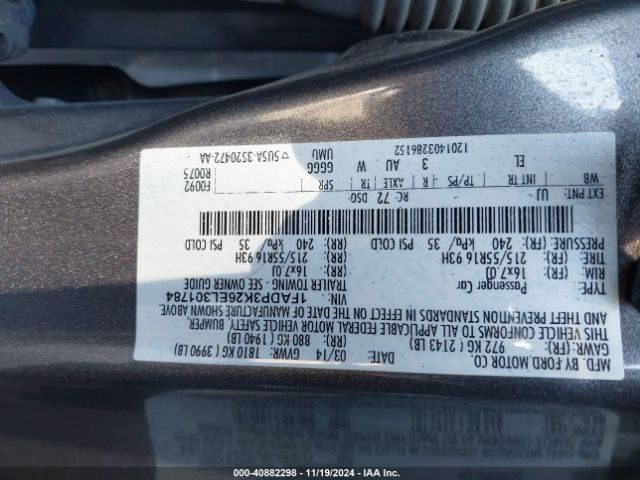 MFD. BY FORD MOTOR CO.
DATE: 03/14 GVWR: 1810 KG ( 3990 LB)
GAWR: (FR): 972 KG ( 2143 LB) (RR): 880 KG ( 1940 LB)
THIS VEHICLE CONFORMS TO ALL APPLICABLE FEDERAL MOTOR VEHICLE SAFETY, BUMPER,
AND THEFT PREVENTION STANDARDS IN EFFECT ON THE DATE OF MANUFACTURE SHOWN ABOVE
VIN: 1FADP3K26EL301784
TYPE: Passenger Car TRAILER TOWING - SEE OWNER GUIDE
RIM: 16x7.0J (RR): 16x7.0J
TIRE: 215/55R16 93H (RR): 215/55R16 93H
PRESSURE: (FR): 240 kPa/ 35 PSI COLD (RR): 240 kPa/ 35 PSI COLD
EXT PNT: UJ RC: 72 DSO: F0092
WB INT TR TP/PS R AXLE TR SPR R0075
EL 3 AU W GGGG
UMU 5U5A-3520472-AA
1201403286152
000-40882298 - 11/19/2024 - IAA Inc.